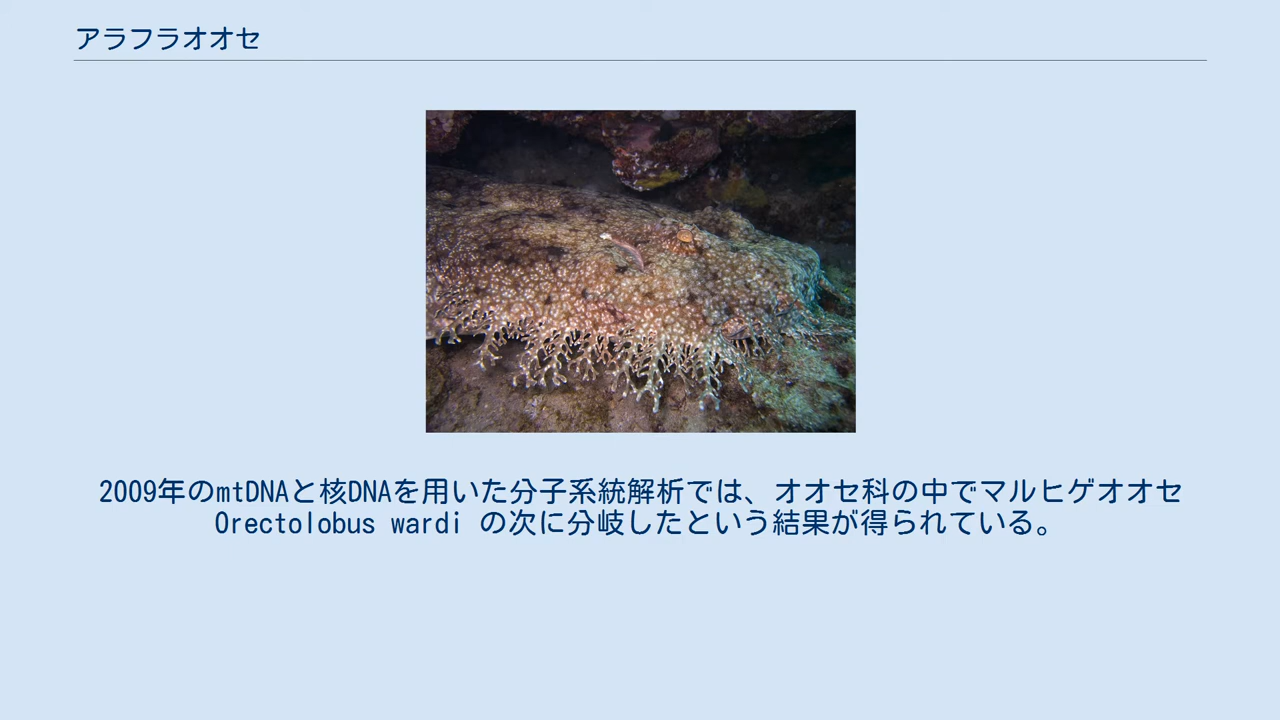 アラフラオオセ
2009年のmtDNAと核DNAを用いた分子系統解析では、オオセ科の中でマルヒゲオオセ
Orectolobus wardi の次に分岐したという結果が得られている。